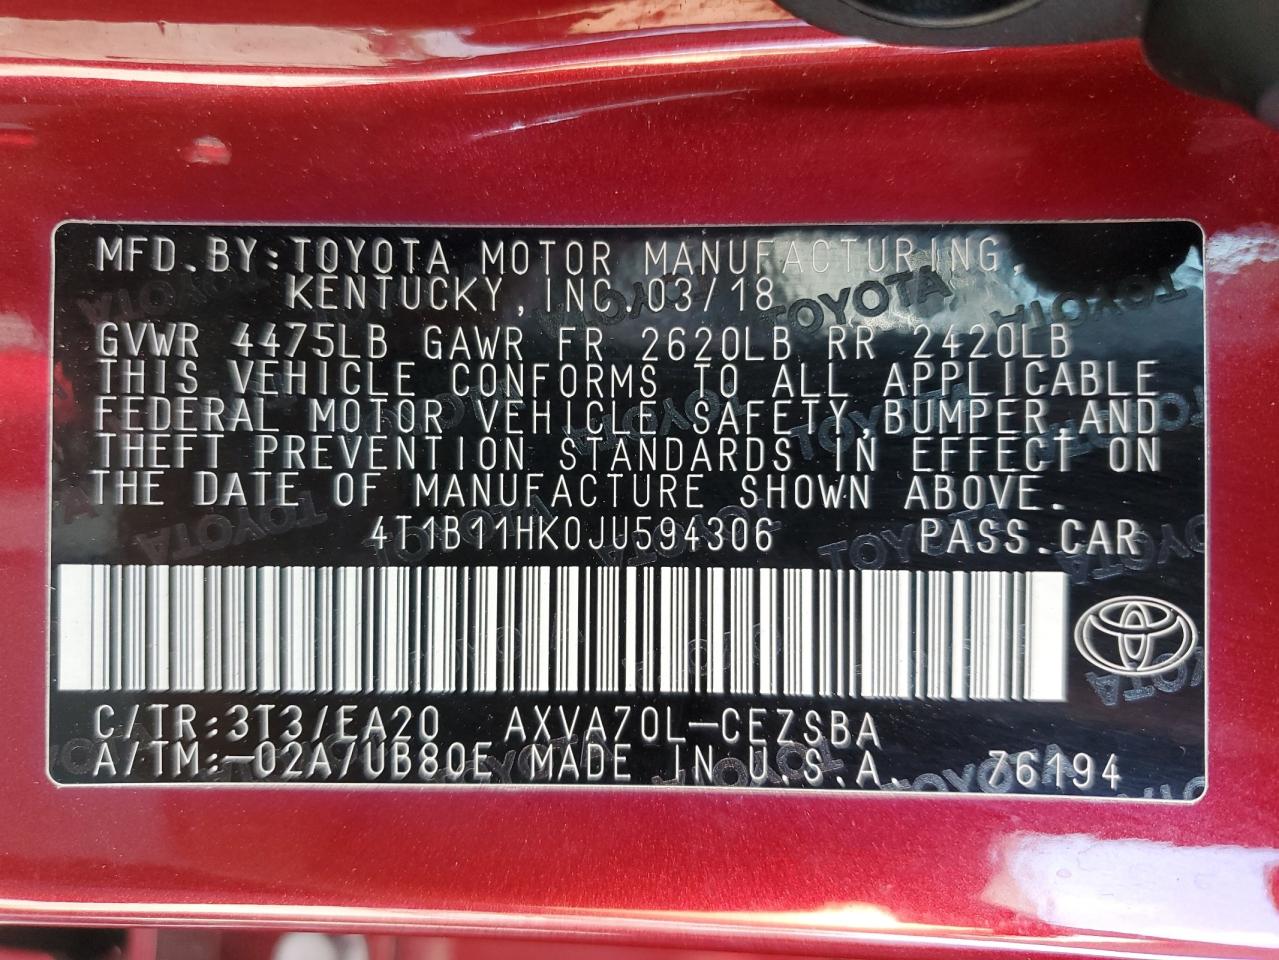 MFD.BY:TOYOTA MOTOR MANUFACTURING,
KENTUCKY,INC.03/18
GVWR 4475LB GAWR FR 2620LB RR 2420LB
THIS VEHICLE CONFORMS TO ALL APPLICABLE
FEDERAL MOTOR VEHICLE SAFETY,BUMPER,AND
THEFT PREVENTION STANDARDS IN EFFECT ON
THE DATE OF MANUFACTURE SHOWN ABOVE.
4T1B11HK0JU594306 PASS.CAR
C/TR:3T3/EA20 AXVA70L-CEZSBA
A/TM:-02A/UB80E MADE IN U.S.A. 76194